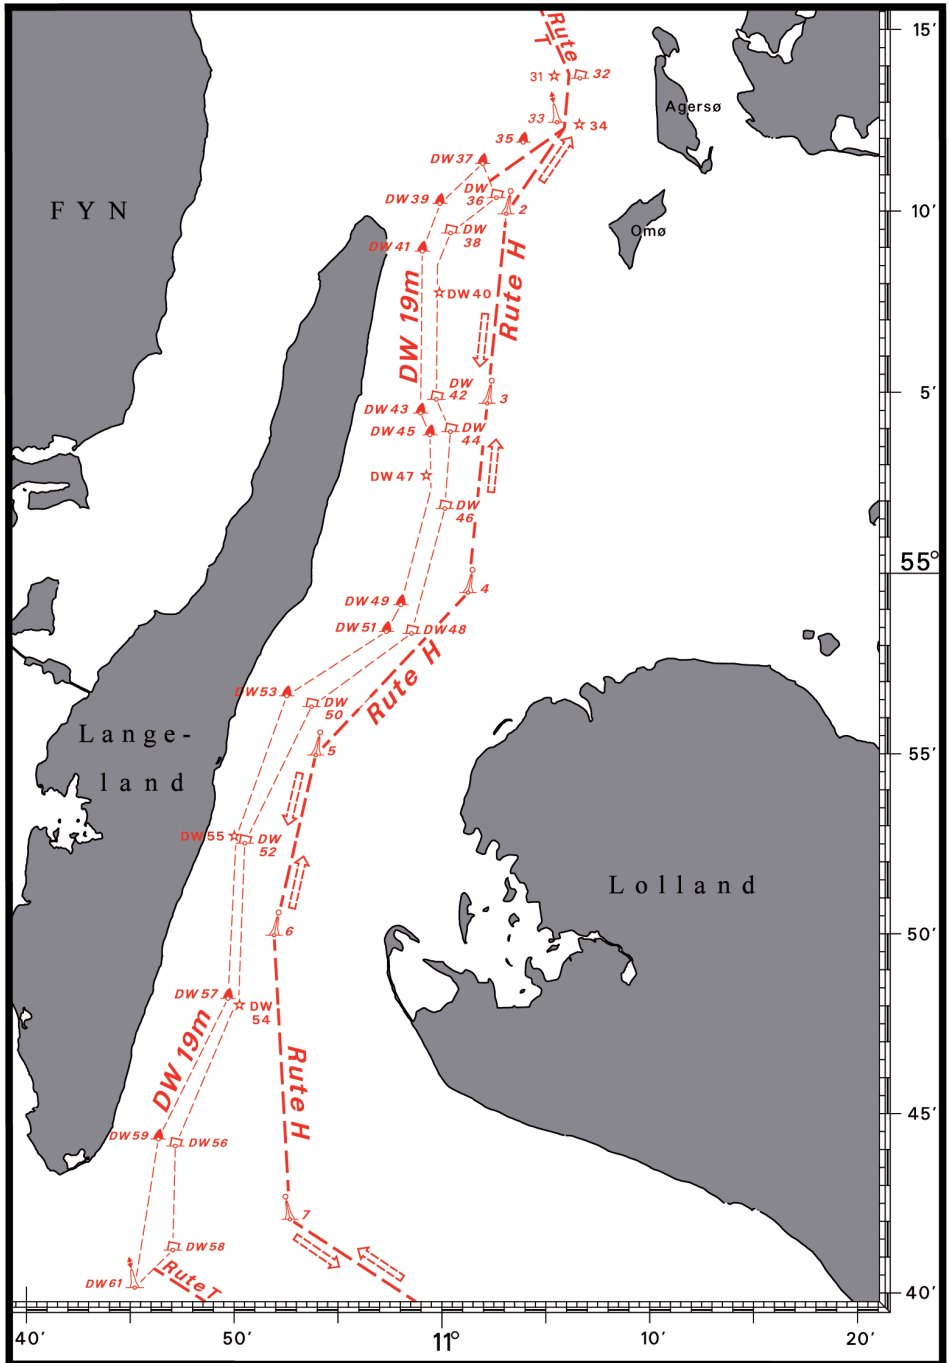 15′
Rute
T
31
32
33
34
Agersø
35
DW 37
DW
36
DW 39
2
10′
FYN
Omø
DW
38
DW 41
DW 40
DW 19m
Rute H
DW
42
3
5′
DW 43
DW 45
DW
44
DW 47
DW
46
55°
4
DW 49
DW 51
DW 48
Rute H
DW 53
DW
50
5
55′
Lange-
land
DW 55
DW
52
Lolland
6
50′
DW 57
DW
54
DW 19m
Rute H
45′
DW 59
DW 56
7
DW 58
DW 61
Rute T
40′
40′
50′
11°
10′
20′